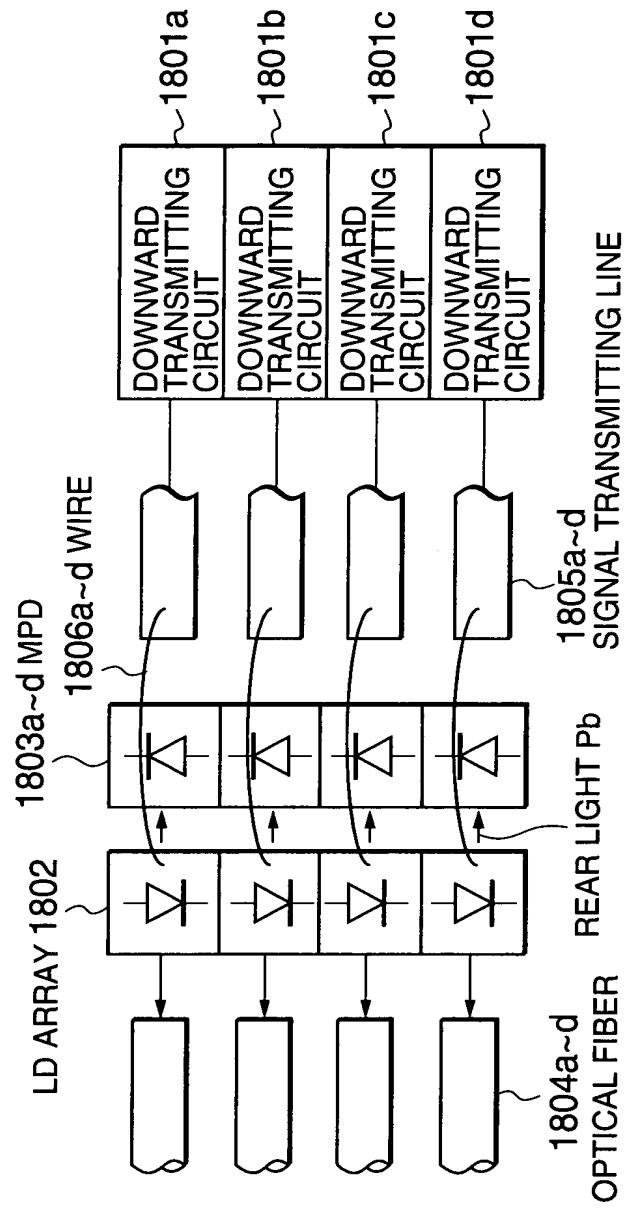 LD ARRAY 1802
1803a~d MPD
1806a~d WIRE
DOWNWARD
TRANSMITTING
CIRCUIT
1801a
DOWNWARD
TRANSMITTING
CIRCUIT
1801b
DOWNWARD
TRANSMITTING
CIRCUIT
1801c
DOWNWARD
TRANSMITTING
CIRCUIT
1801d
1804a~d
OPTICAL FIBER
REAR LIGHT Pb
1805a~d
SIGNAL TRANSMITTING LINE